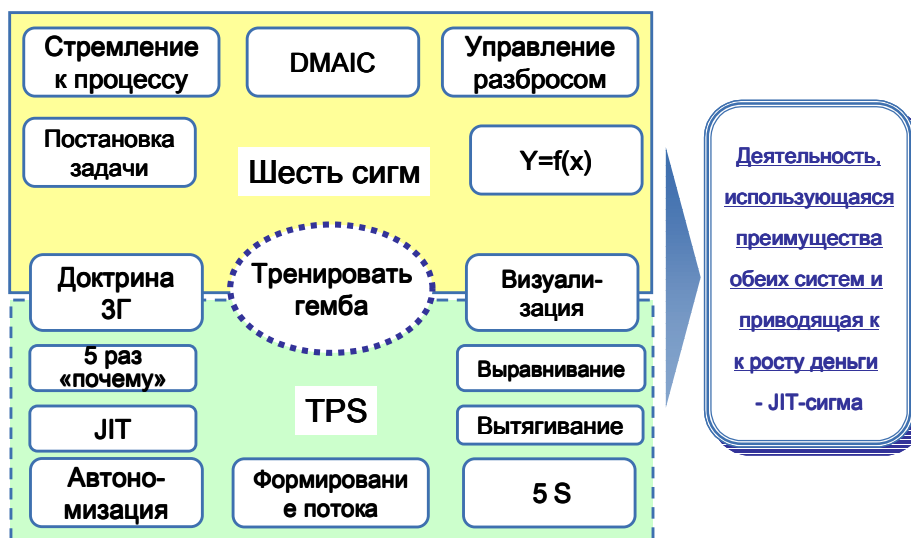 Стремление
к процессу
DMAIC
Управление
разбросом
Постановка
задачи
Шесть сигм
Y=f(x)
Доктрина
3Г
Тренировать
гемба
Визуали-
зация
5 раз
«почему»
Выравнивание
TPS
JIT
Вытягивание
Автоно-
мизация
Формировани
е потока
5 S
Деятельность,
использующаяся
преимущества
обеих систем и
приводящая к
к росту деньги
- JIT-сигма